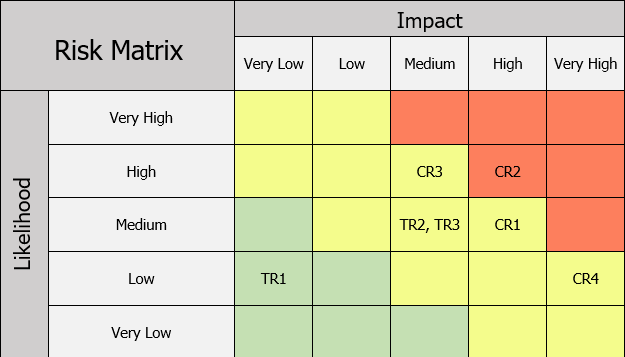 Risk Matrix
Impact
Very Low Low Medium High Very High
Likelihood
Very High
High CR3 CR2
Medium TR2, TR3 CR1
Low TR1 CR4
Very Low